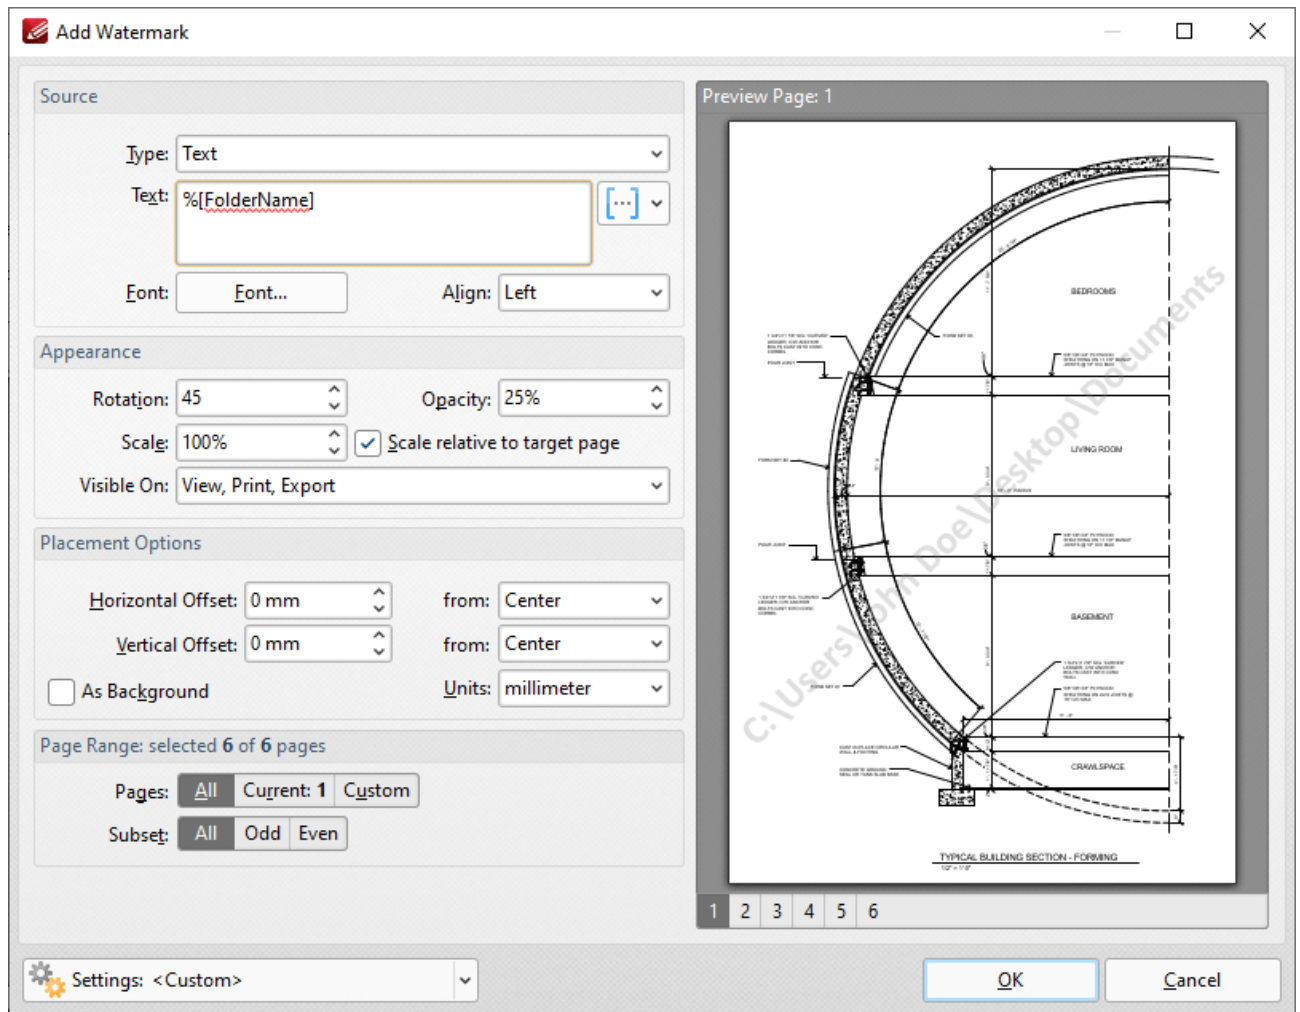 Add Watermark
Source
Type: Text
Text: %[FolderName]
Font: Font... Align: Left
Appearance
Rotation: 45 Opacity: 25%
Scale: 100% Scale relative to target page
Visible On: View, Print, Export
Placement Options
Horizontal Offset: 0 mm from: Center
Vertical Offset: 0 mm from: Center
As Background Units: millimeter
Page Range: selected 6 of 6 pages
Pages: All Current: 1 Custom
Subset: All Odd Even
Preview Page: 1
BEDROOMS
LIVING ROOM
BASEMENT
CRAWLSPACE
C:\Users\John Doe\Desktop\Documents
TYPICAL BUILDING SECTION - FORMING
1 2 3 4 5 6
Settings: <Custom>
OK Cancel